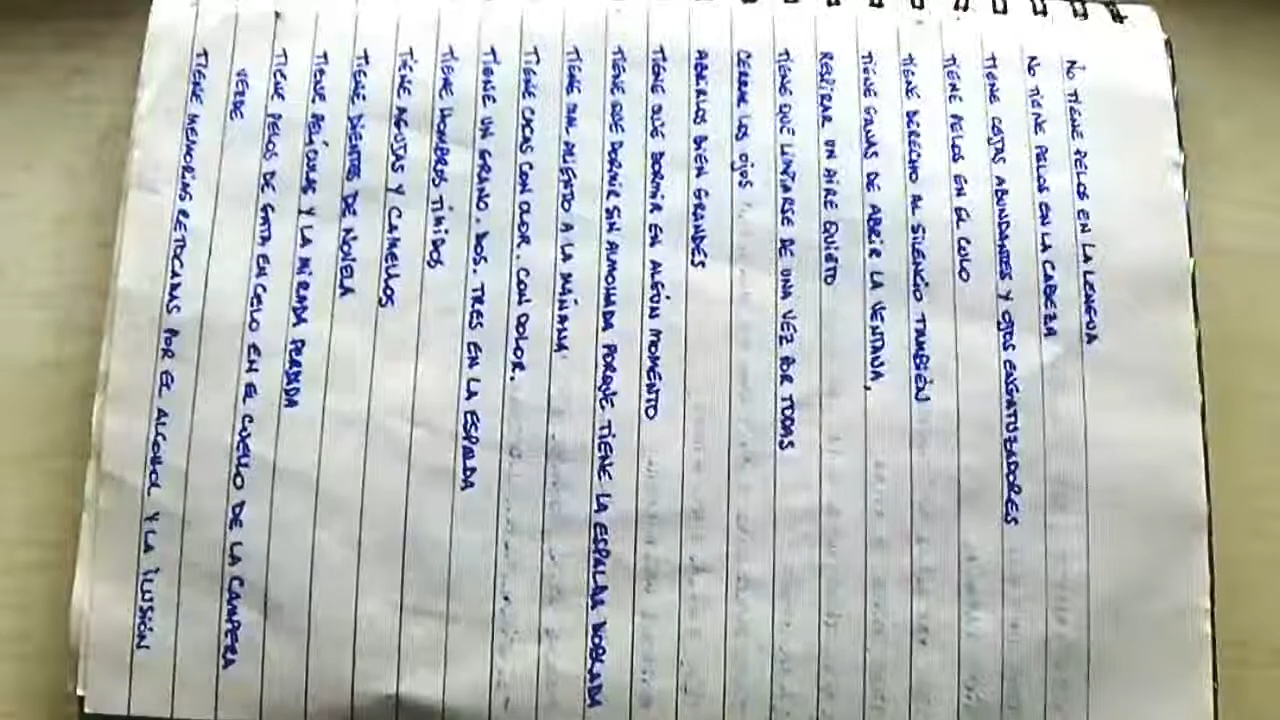 NO TIENE PELOS EN LA LENGUA
NO TIENE PELOS EN LA CABEZA
TIENE CEJAS ABUNDANTES Y OJOS ENGATUZADORES
TIENE PELOS EN EL CULO
TIENE DERECHO AL SILENCIO TAMBIÉN
TIENE GANAS DE ABRIR LA VENTANA,
RESPIRAR UN AIRE QUIETO
TIENE QUE LIMPIARSE DE UNA VEZ POR TODAS
CERRAR LOS OJOS
ABRIRLOS BIEN GRANDES
TIENE QUE DORMIR EN ALGÚN MOMENTO
TIENE QUE DORMIR SIN ALMOHADA PORQUE TIENE LA ESPALDA DOBLADA
TIENE MAL ALIENTO A LA MAÑANA
TIENE CACAS CON OLOR. CON DOLOR.
TIENE UN GRANO. DOS. TRES EN LA ESPALDA
TIENE HOMBROS TÍMIDOS
TIENE AGUJAS Y CAMELLOS
TIENE DIENTES DE NOVELA
TIENE PELÍCULAS Y LA MIRADA PERDIDA
TIENE PELOS DE GATA EN CELO EN EL CUELLO DE LA CAMPERA
VERDE
TIENE MEMORIAS RETOCADAS POR EL ALCOHOL Y LA ILUSIÓN